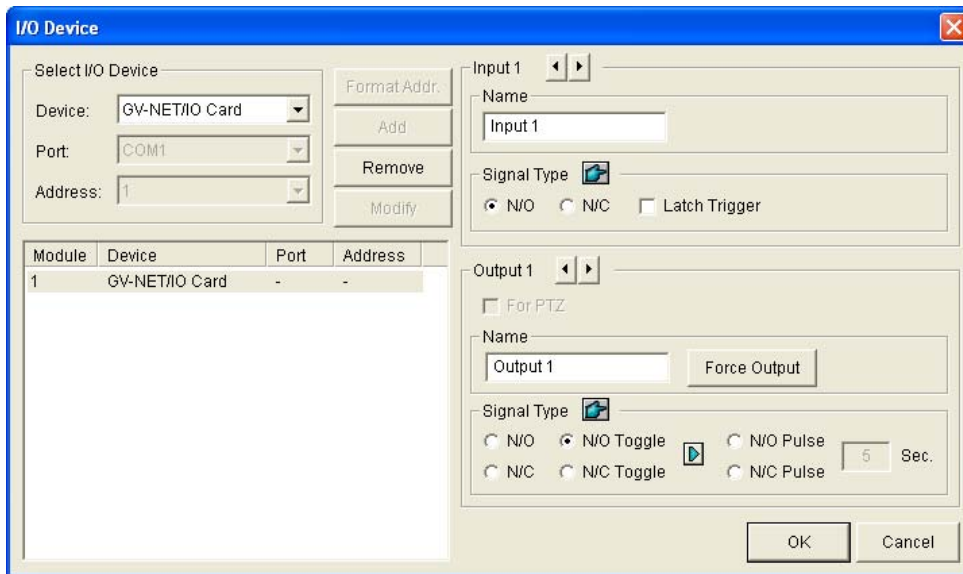 I/O Device
Select I/O Device
Device: GV-NET/IO Card
Port: COM1
Address: 1
Format Addr.
Add
Remove
Modify
Module Device Port Address
1 GV-NET/IO Card - -
Input 1
Name
Input 1
Signal Type
N/O N/C Latch Trigger
Output 1
For PTZ
Name
Output 1 Force Output
Signal Type
N/O N/O Toggle N/O Pulse
5 Sec.
N/C N/C Toggle N/C Pulse
OK Cancel